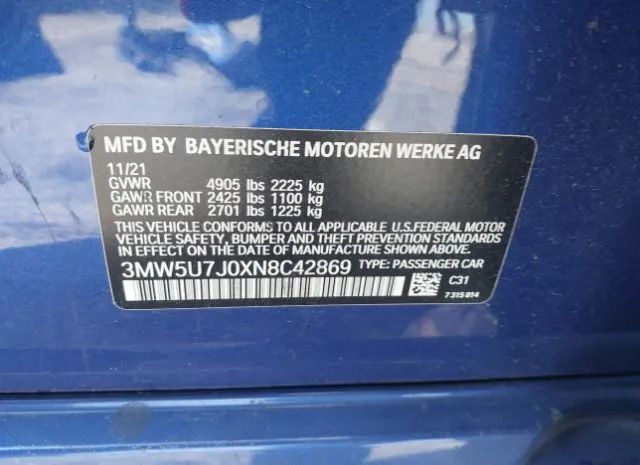 MFD BY BAYERISCHE MOTOREN WERKE AG
11/21
GVWR 4905 lbs 2225 kg
GAWR FRONT 2425 lbs 1100 kg
GAWR REAR 2701 lbs 1225 kg
THIS VEHICLE CONFORMS TO ALL APPLICABLE U.S.FEDERAL MOTOR
VEHICLE SAFETY, BUMPER AND THEFT PREVENTION STANDARDS
IN EFFECT ON THE DATE OF MANUFACTURE SHOWN ABOVE.
3MW5U7J0XN8C42869 TYPE: PASSENGER CAR
C31
7315814